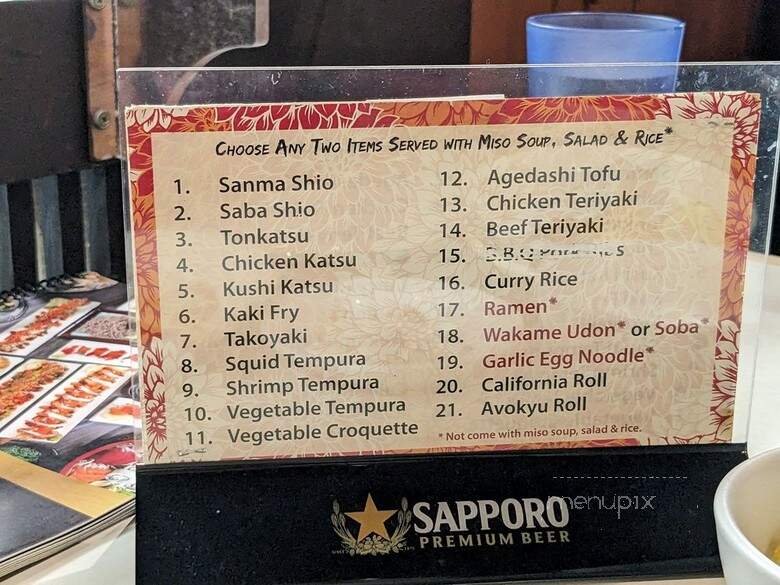 CHOOSE ANY TWO ITEMS SERVED WITH MISO SOUP, SALAD & RICE*
1. Sanma Shio
2. Saba Shio
3. Tonkatsu
4. Chicken Katsu
5. Kushi Katsu
6. Kaki Fry
7. Takoyaki
8. Squid Tempura
9. Shrimp Tempura
10. Vegetable Tempura
11. Vegetable Croquette
12. Agedashi Tofu
13. Chicken Teriyaki
14. Beef Teriyaki
15. B.B.Q
16. Curry Rice
17. Ramen*
18. Wakame Udon* or Soba*
19. Garlic Egg Noodle*
20. California Roll
21. Avokyu Roll
* Not come with miso soup, salad & rice.
menupix
SAPPORO
PREMIUM BEER